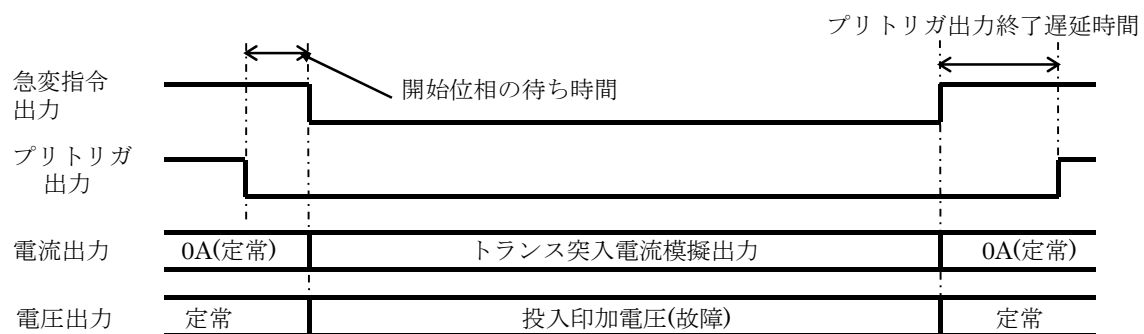 プリトリガ出力終了遅延時間
急変指令
出力
開始位相の待ち時間
プリトリガ
出力
電流出力
0A(定常)
トランス突入電流模擬出力
0A(定常)
電圧出力
定常
投入印加電圧(故障)
定常